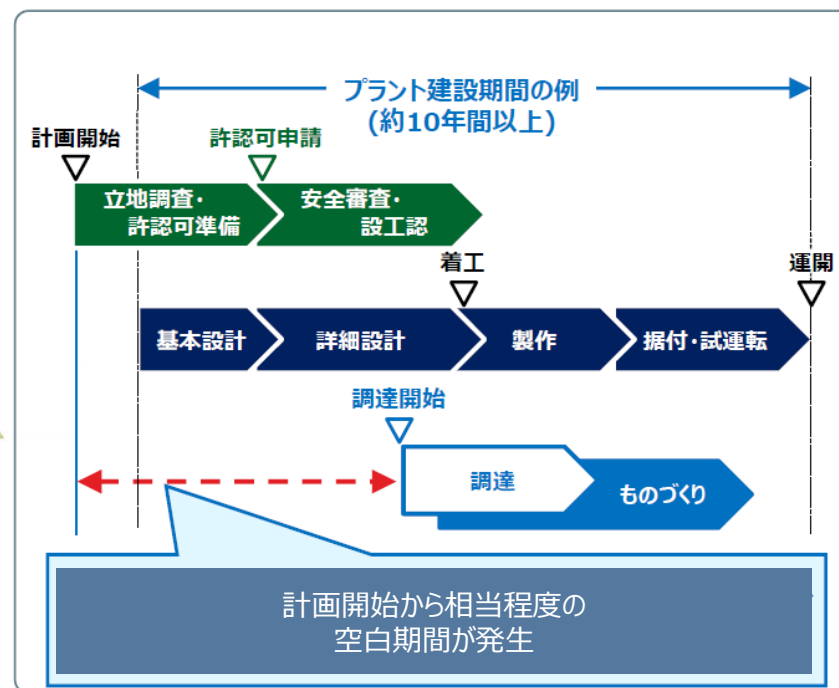 プラント建設期間の例
(約10年間以上)
計画開始
許認可申請
立地調査・
許認可準備
安全審査・
設工認
着工
運開
基本設計
詳細設計
製作
据付・試運転
調達開始
調達
ものづくり
計画開始から相当程度の
空白期間が発生